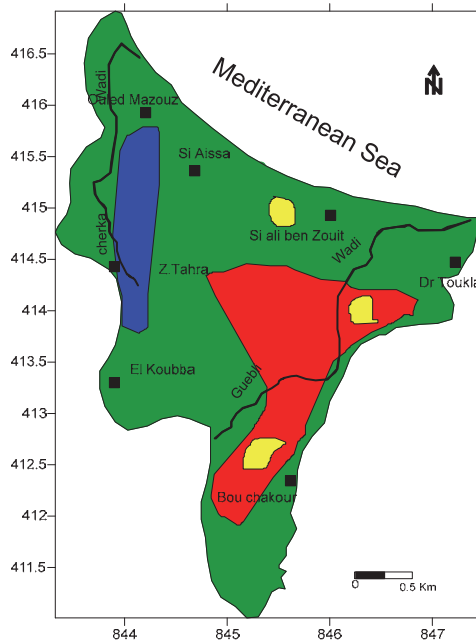 416.5
416
415.5
415
414.5
414
413.5
413
412.5
412
411.5
844
845
846
847
Mediterranean Sea
N
Wadi
Ouled Mazouz
Si Aissa
Si ali ben Zouit
cherka
Z.Tahra
Wadi
Dr Toukla
El Koubba
Guebli
Bou chakour
0
0.5 Km